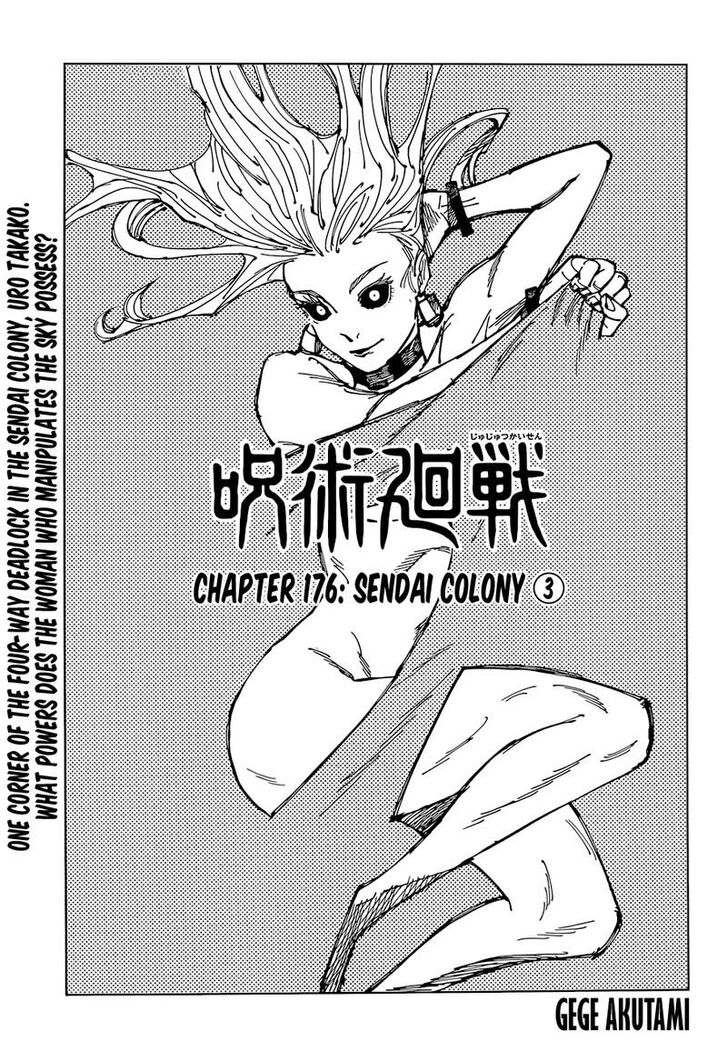 ONE CORNER OF THE FOUR-WAY DEADLOCK IN THE SENDAI COLONY, URO TAKAKO.
WHAT POWERS DOES THE WOMAN WHO MANIPULATES THE SKY POSSESS?
じゅじゅつかいせん
呪術廻戦
CHAPTER 176: SENDAI COLONY ③
GEGE AKUTAMI